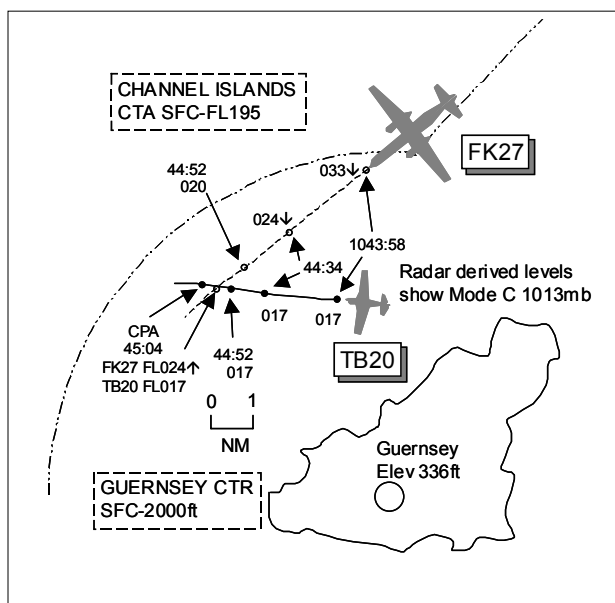 CHANNEL ISLANDS
CTA SFC-FL195
FK27
033↓
44:52
020
024↓
1043:58
44:34
Radar derived levels
show Mode C 1013mb
017
017
CPA
45:04
FK27 FL024↑
TB20 FL017
44:52
017
TB20
0 1
NM
Guernsey
Elev 336ft
GUERNSEY CTR
SFC-2000ft